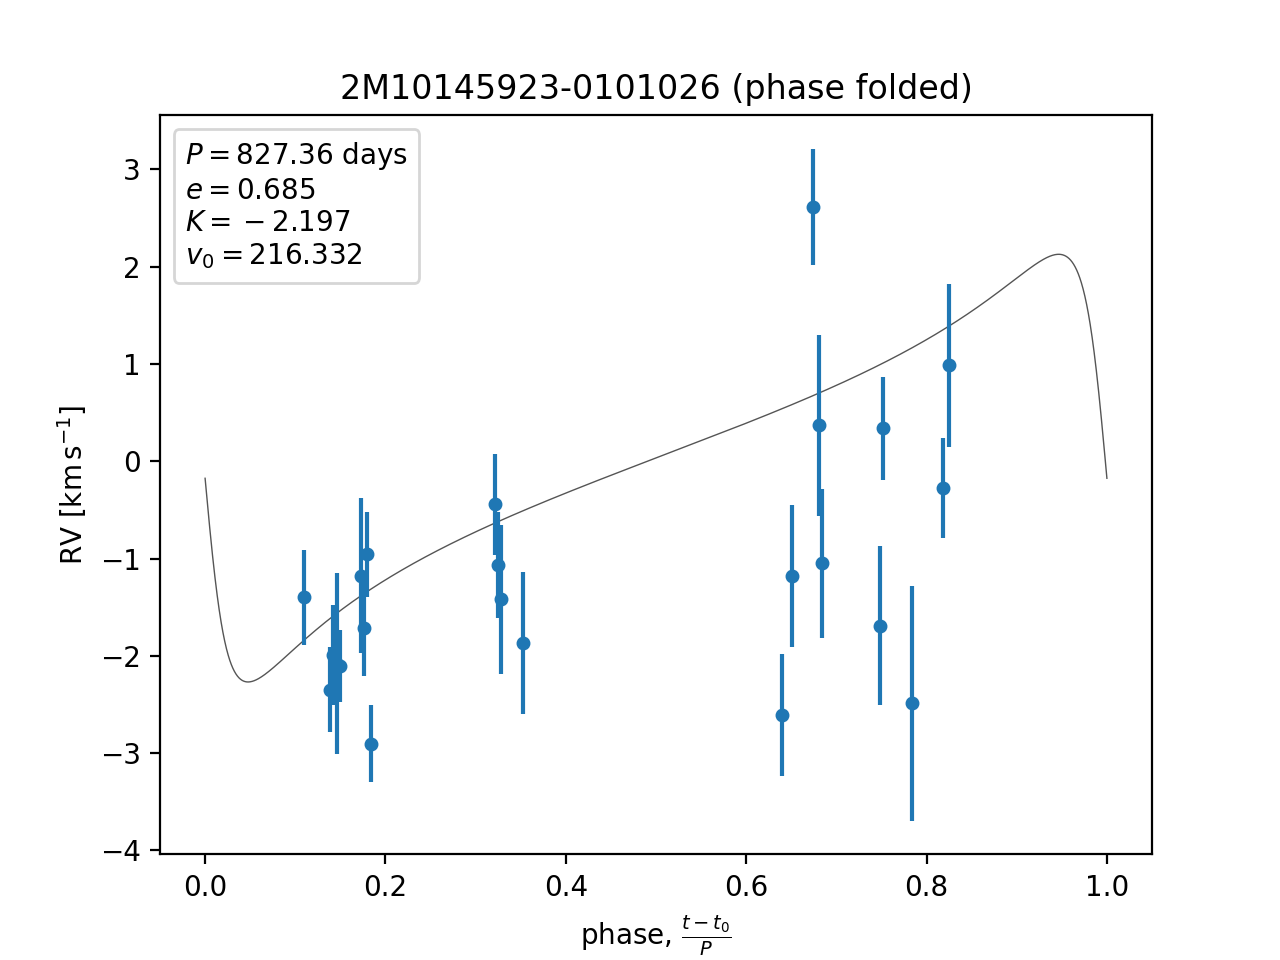 2M10145923-0101026 (phase folded)
P = 827.36 days
e = 0.685
K = −2.197
v₀ = 216.332
3
2
1
0
−1
−2
−3
−4
RV [km s⁻¹]
0.0 0.2 0.4 0.6 0.8 1.0
phase, (t − t₀)/P